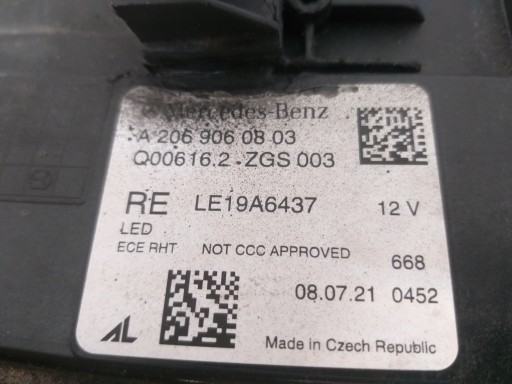 Mercedes-Benz
A 206 906 08 03
Q00616.2 ZGS 003
RE LE19A6437 12 V
LED
ECE RHT NOT CCC APPROVED 668
08.07.21 0452
AL Made in Czech Republic